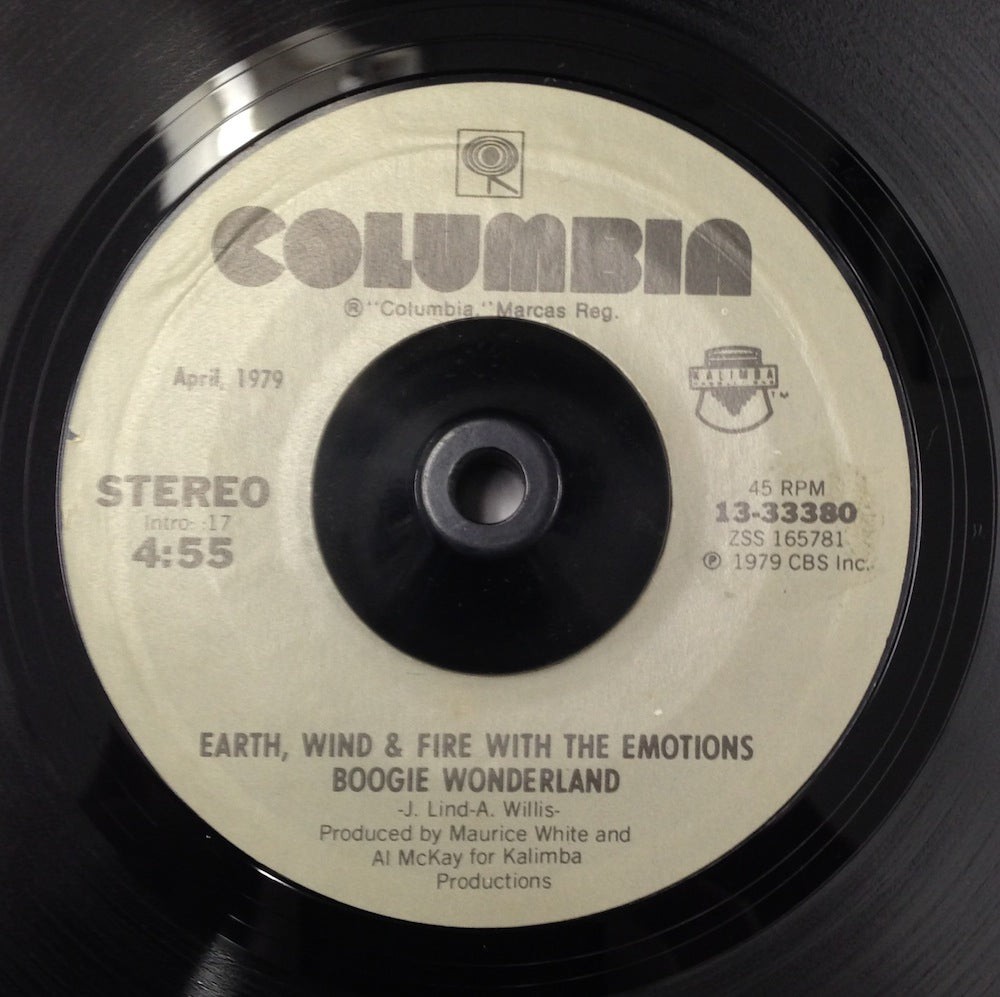 COLUMBIA
® "Columbia," Marcas Reg.
April, 1979
KALIMBA
TM
STEREO
Intro- :17
4:55
45 RPM
13-33380
ZSS 165781
℗ 1979 CBS Inc.
EARTH, WIND & FIRE WITH THE EMOTIONS
BOOGIE WONDERLAND
-J. Lind-A. Willis-
Produced by Maurice White and
Al McKay for Kalimba
Productions